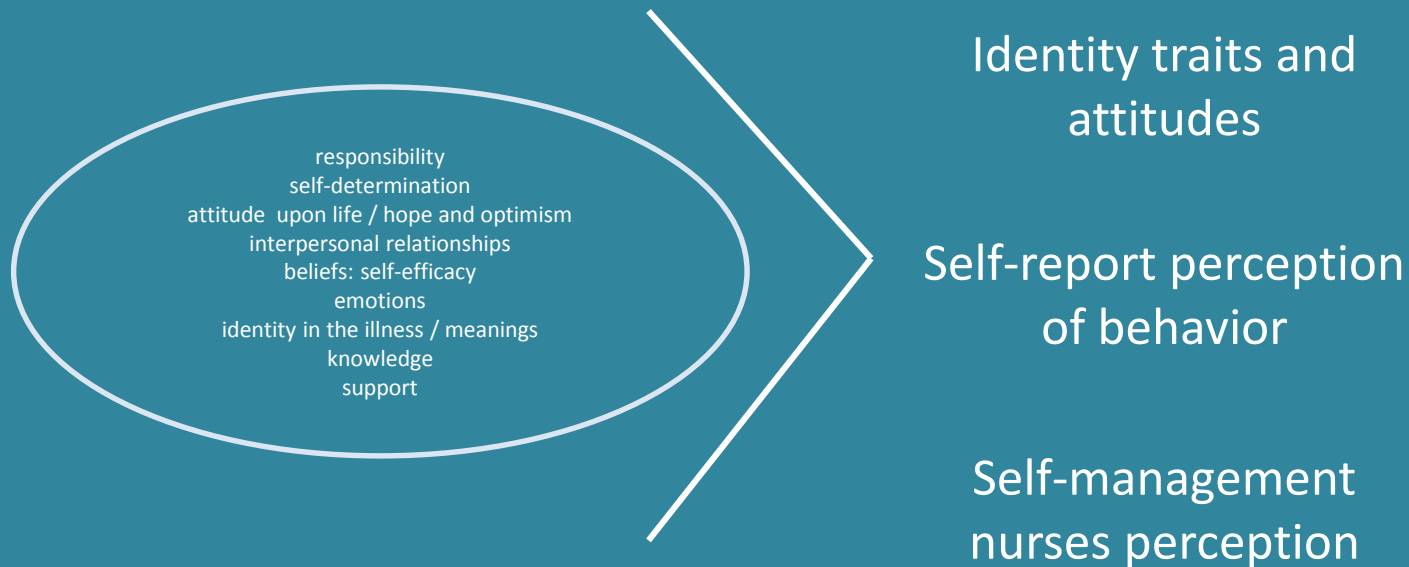 responsibility
self-determination
attitude  upon life / hope and optimism
interpersonal relationships
beliefs: self-efficacy
emotions
identity in the illness / meanings
knowledge
support
Identity traits and
attitudes
Self-report perception
of behavior
Self-management
nurses perception